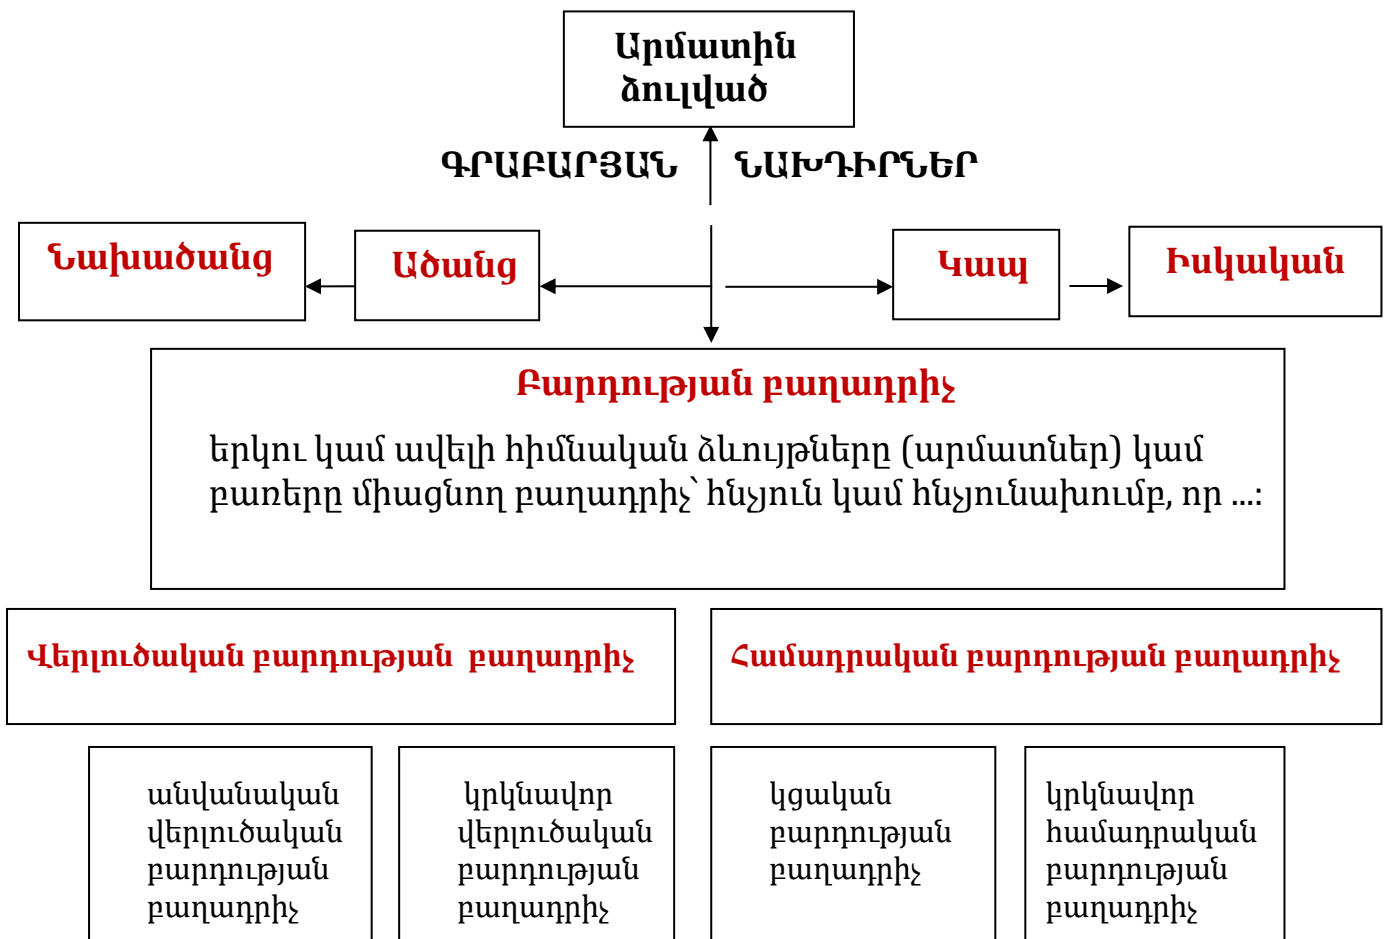 Արմատին
ձուլված
ԳՐԱԲԱՐՅԱՆ ՆԱԽԴԻՐՆԵՐ
Նախածանց
Ածանց
Կապ
Իսկական
Բարդության բաղադրիչ
երկու կամ ավելի հիմնական ձևույթները (արմատներ) կամ
բառերը միացնող բաղադրիչ՝ հնչյուն կամ հնչյունախումբ, որ ...:
Վերլուծական բարդության բաղադրիչ
Համադրական բարդության բաղադրիչ
անվանական
վերլուծական
բարդության
բաղադրիչ
կրկնավոր
վերլուծական
բարդության
բաղադրիչ
կցական
բարդության
բաղադրիչ
կրկնավոր
համադրական
բարդության
բաղադրիչ